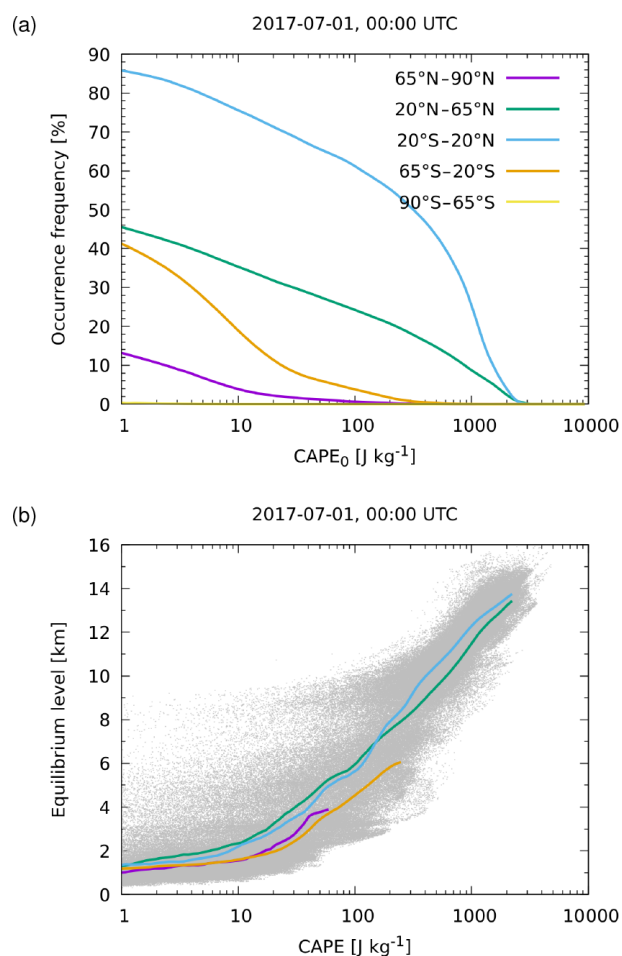 (a)
2017-07-01, 00:00 UTC
90
80
70
60
50
40
30
20
10
0
Occurrence frequency [%]
65°N–90°N
20°N–65°N
20°S–20°N
65°S–20°S
90°S–65°S
1
10
100
1000
10000
CAPE₀ [J kg⁻¹]
(b)
2017-07-01, 00:00 UTC
16
14
12
10
8
6
4
2
0
Equilibrium level [km]
1
10
100
1000
10000
CAPE [J kg⁻¹]